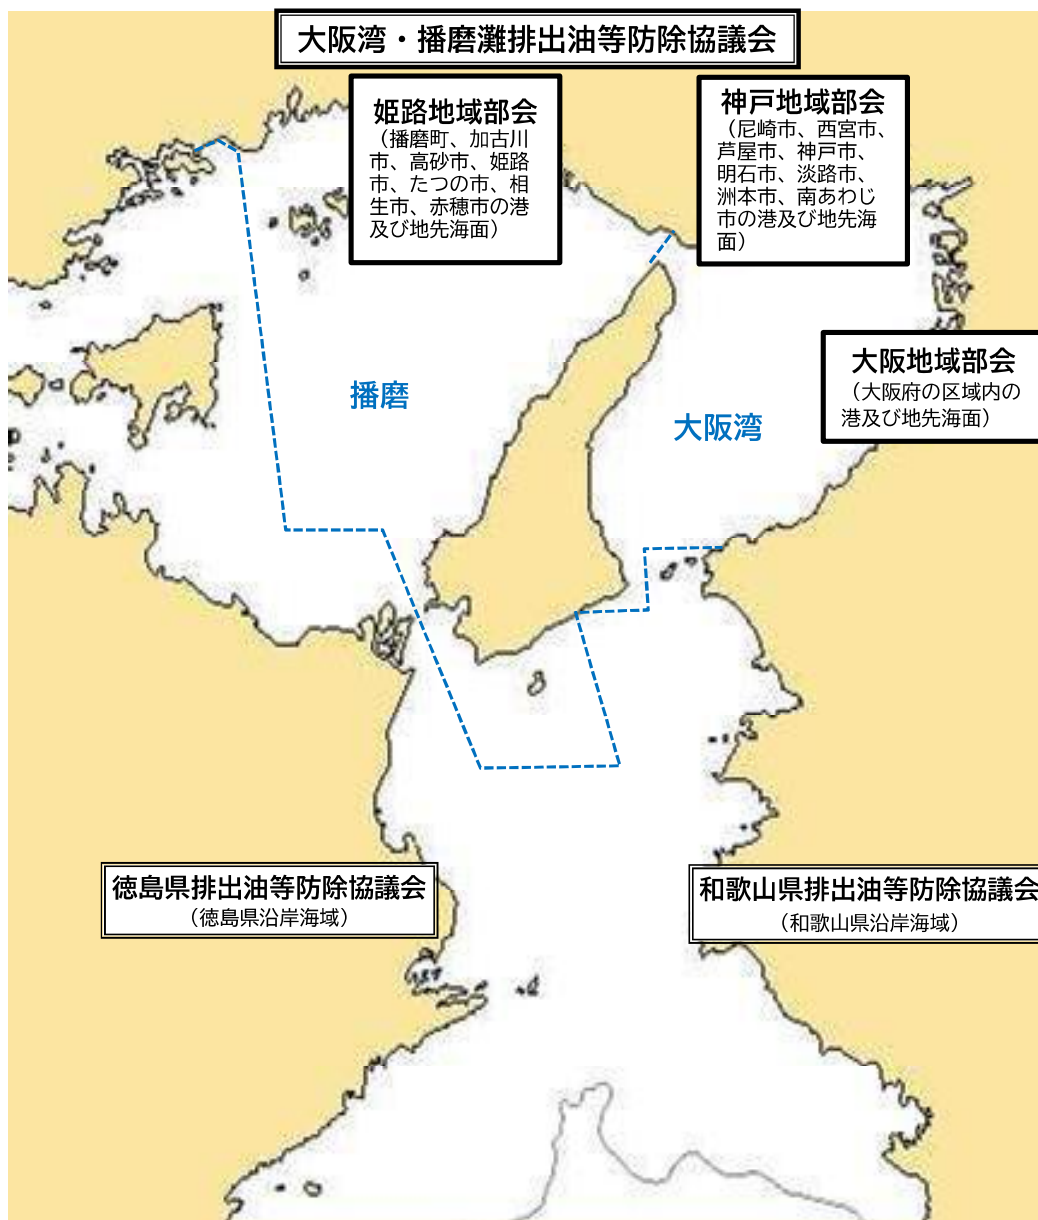 大阪湾・播磨灘排出油等防除協議会
姫路地域部会
（播磨町、加古川
市、高砂市、姫路
市、たつの市、相
生市、赤穂市の港
及び地先海面）
神戸地域部会
（尼崎市、西宮市、
芦屋市、神戸市、
明石市、淡路市、
洲本市、南あわじ
市の港及び地先海
面）
大阪地域部会
（大阪府の区域内の
港及び地先海面）
播磨
大阪湾
徳島県排出油等防除協議会
（徳島県沿岸海域）
和歌山県排出油等防除協議会
（和歌山県沿岸海域）